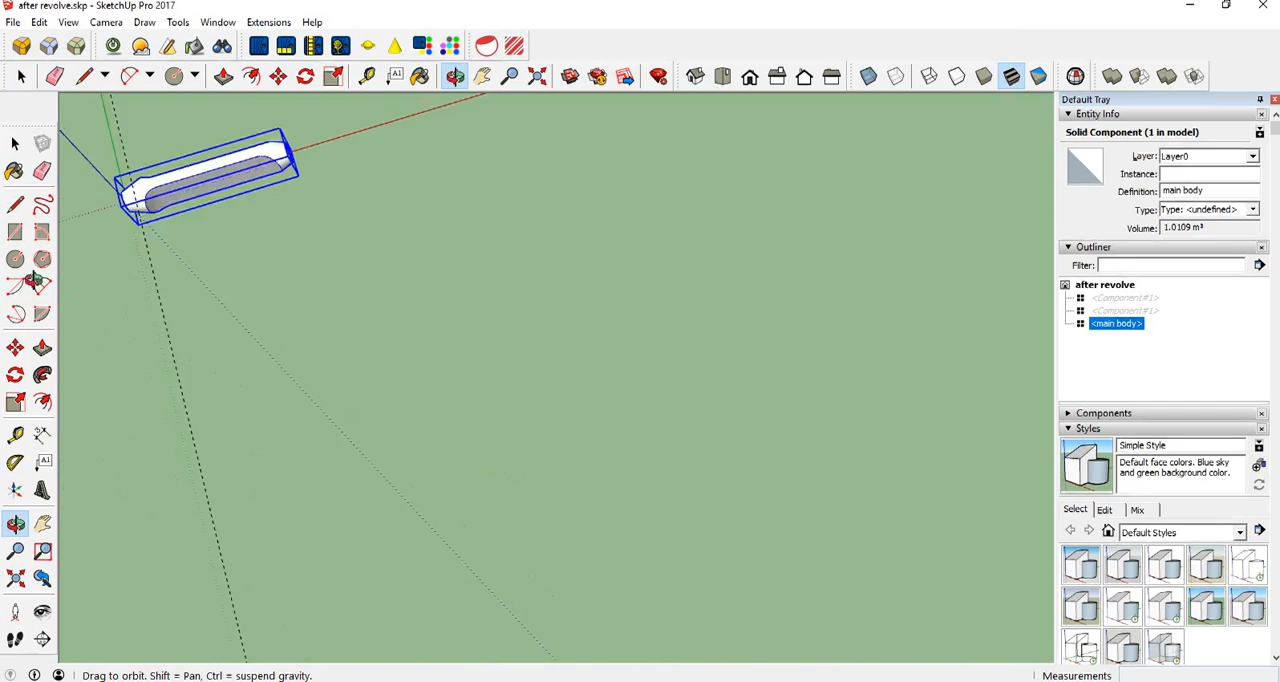 after revolve.skp - SketchUp Pro 2017
File Edit View Camera Draw Tools Window Extensions Help
A1
Default Tray
Entity Info
Solid Component (1 in model)
Layer: Layer0
Instance:
Definition: main body
Type: Type: <undefined>
Volume: 1.0109 m³
Outliner
Filter:
after revolve
<Component#1>
<Component#1>
<main body>
Components
Styles
Simple Style
Default face colors. Blue sky
and green background color.
Select Edit Mix
Default Styles
A1
Drag to orbit. Shift = Pan, Ctrl = suspend gravity.
Measurements